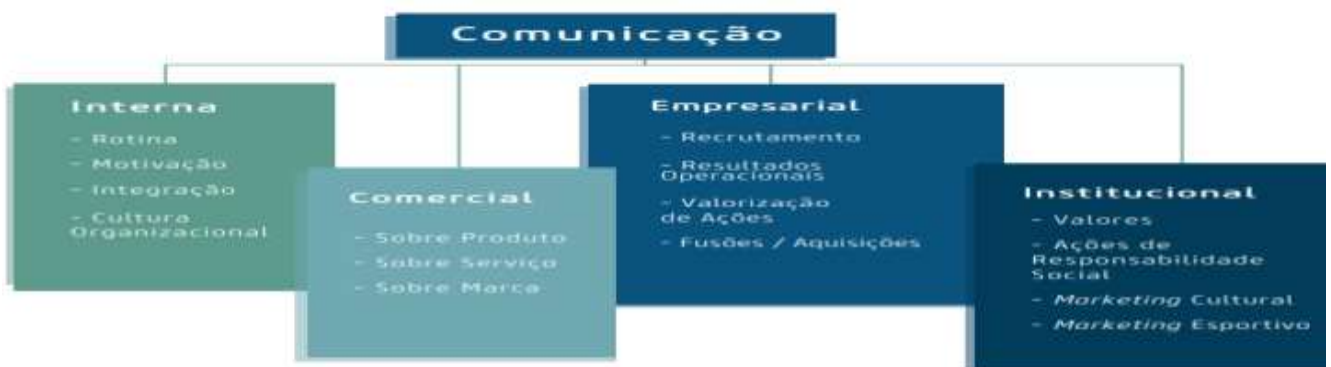 Comunicação
Interna
- Rotina
- Motivação
- Integração
- Cultura
Organizacional
Comercial
- Sobre Produto
- Sobre Serviço
- Sobre Marca
Empresarial
- Recrutamento
- Resultados
Operacionais
- Valorização
de Ações
- Fusões / Aquisições
Institucional
- Valores
- Ações de
Responsabilidade
Social
- Marketing Cultural
- Marketing Esportivo